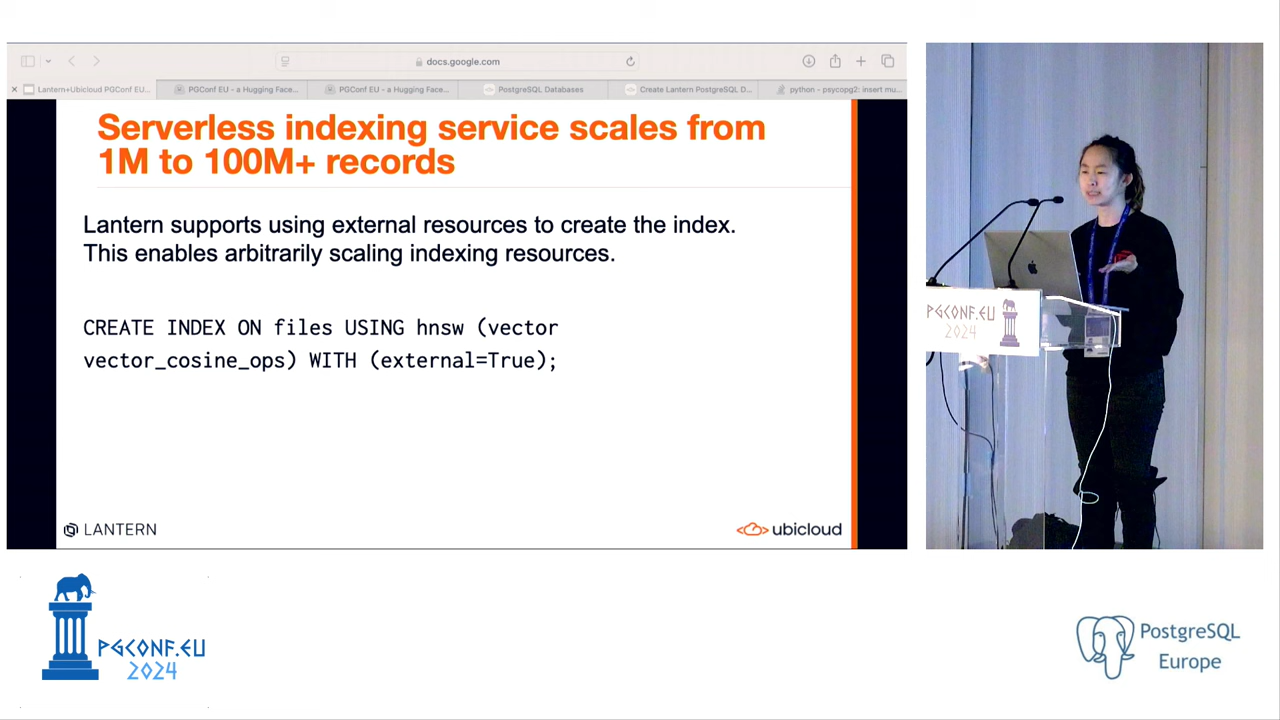 docs.google.com
Lantern+Ubicloud PGConf EU...
PGConf EU - a Hugging Face...
PGConf EU - a Hugging Face...
PostgreSQL Databases
Create Lantern PostgreSQL D...
python - psycopg2: insert mu...
Serverless indexing service scales from
1M to 100M+ records
Lantern supports using external resources to create the index.
This enables arbitrarily scaling indexing resources.
CREATE INDEX ON files USING hnsw (vector
vector_cosine_ops) WITH (external=True);
LANTERN
ubicloud
PGCONF.EU
2024
PGCONF.EU
2024
PostgreSQL
Europe